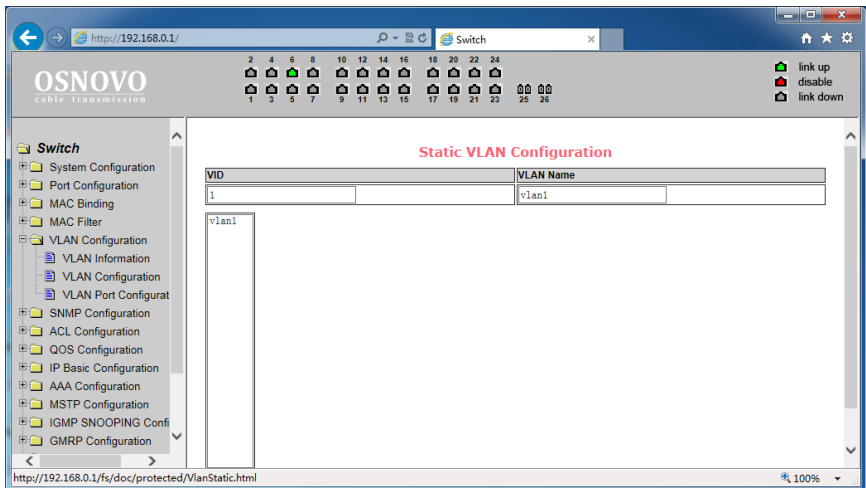 http://192.168.0.1/
Switch
OSNOVO
cable transmission
2 4 6 8 10 12 14 16 18 20 22 24
1 3 5 7 9 11 13 15 17 19 21 23 25 26
link up
disable
link down
Switch
System Configuration
Port Configuration
MAC Binding
MAC Filter
VLAN Configuration
VLAN Information
VLAN Configuration
VLAN Port Configurat
SNMP Configuration
ACL Configuration
QOS Configuration
IP Basic Configuration
AAA Configuration
MSTP Configuration
IGMP SNOOPING Confi
GMRP Configuration
Static VLAN Configuration
VID VLAN Name
1 vlan1
vlan1
http://192.168.0.1/fs/doc/protected/VlanStatic.html
100%